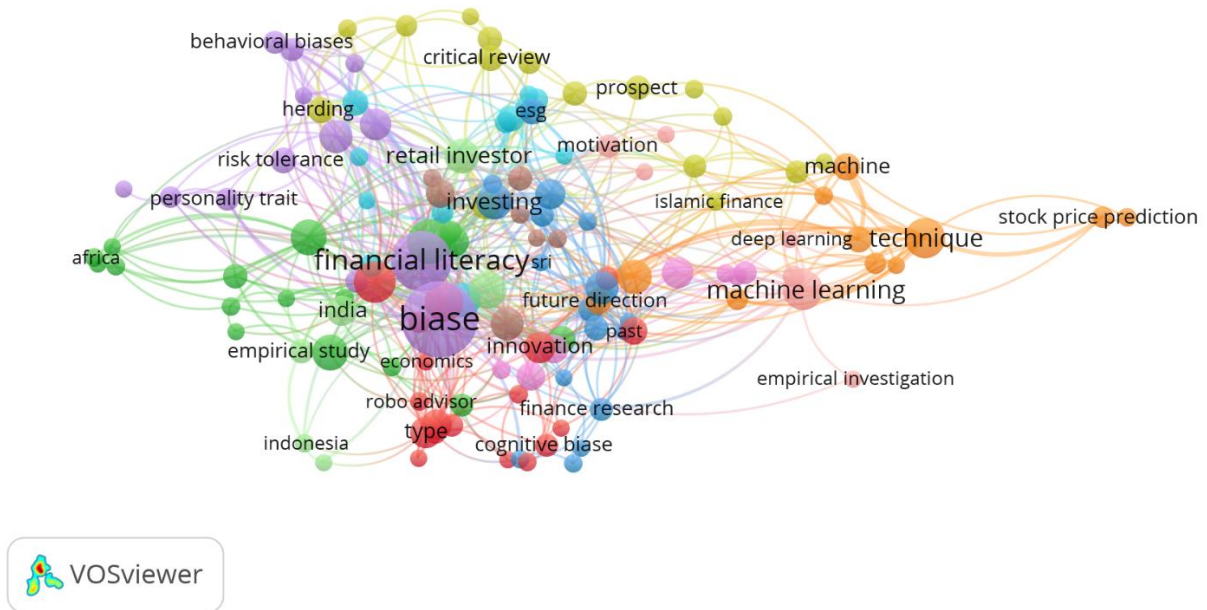 behavioral biases
critical review
prospect
herding
esg
motivation
retail investor
risk tolerance
machine
personality trait
investing
islamic finance
stock price prediction
deep learning
technique
africa
financial literacy
sri
machine learning
future direction
india
biase
past
innovation
empirical study
economics
empirical investigation
robo advisor
finance research
type
indonesia
cognitive biase
VOSviewer